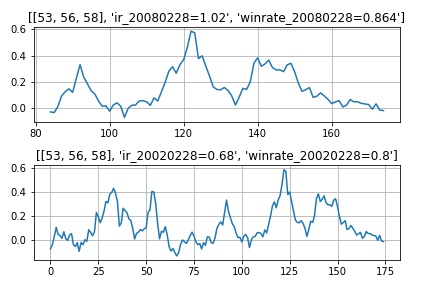 [[53, 56, 58], 'ir_20080228=1.02', 'winrate_20080228=0.864']
0.6
0.4
0.2
0.0
80 100 120 140 160
[[53, 56, 58], 'ir_20020228=0.68', 'winrate_20020228=0.8']
0.6
0.4
0.2
0.0
0 25 50 75 100 125 150 175